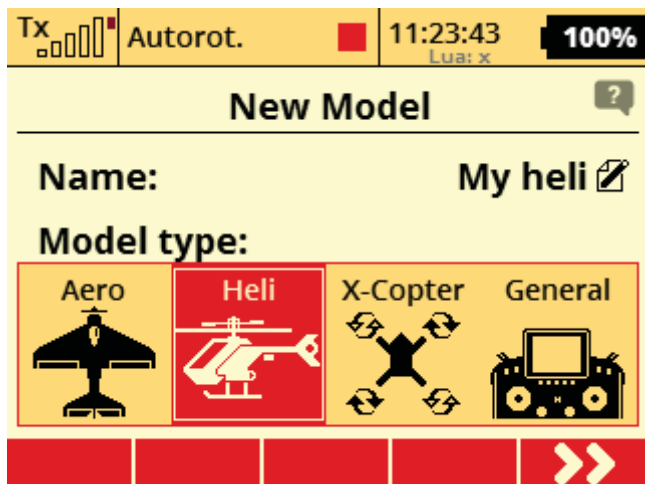 Tx Autorot. 11:23:43 100%
Lua: x
New Model ?
Name: My heli
Model type:
Aero Heli X-Copter General